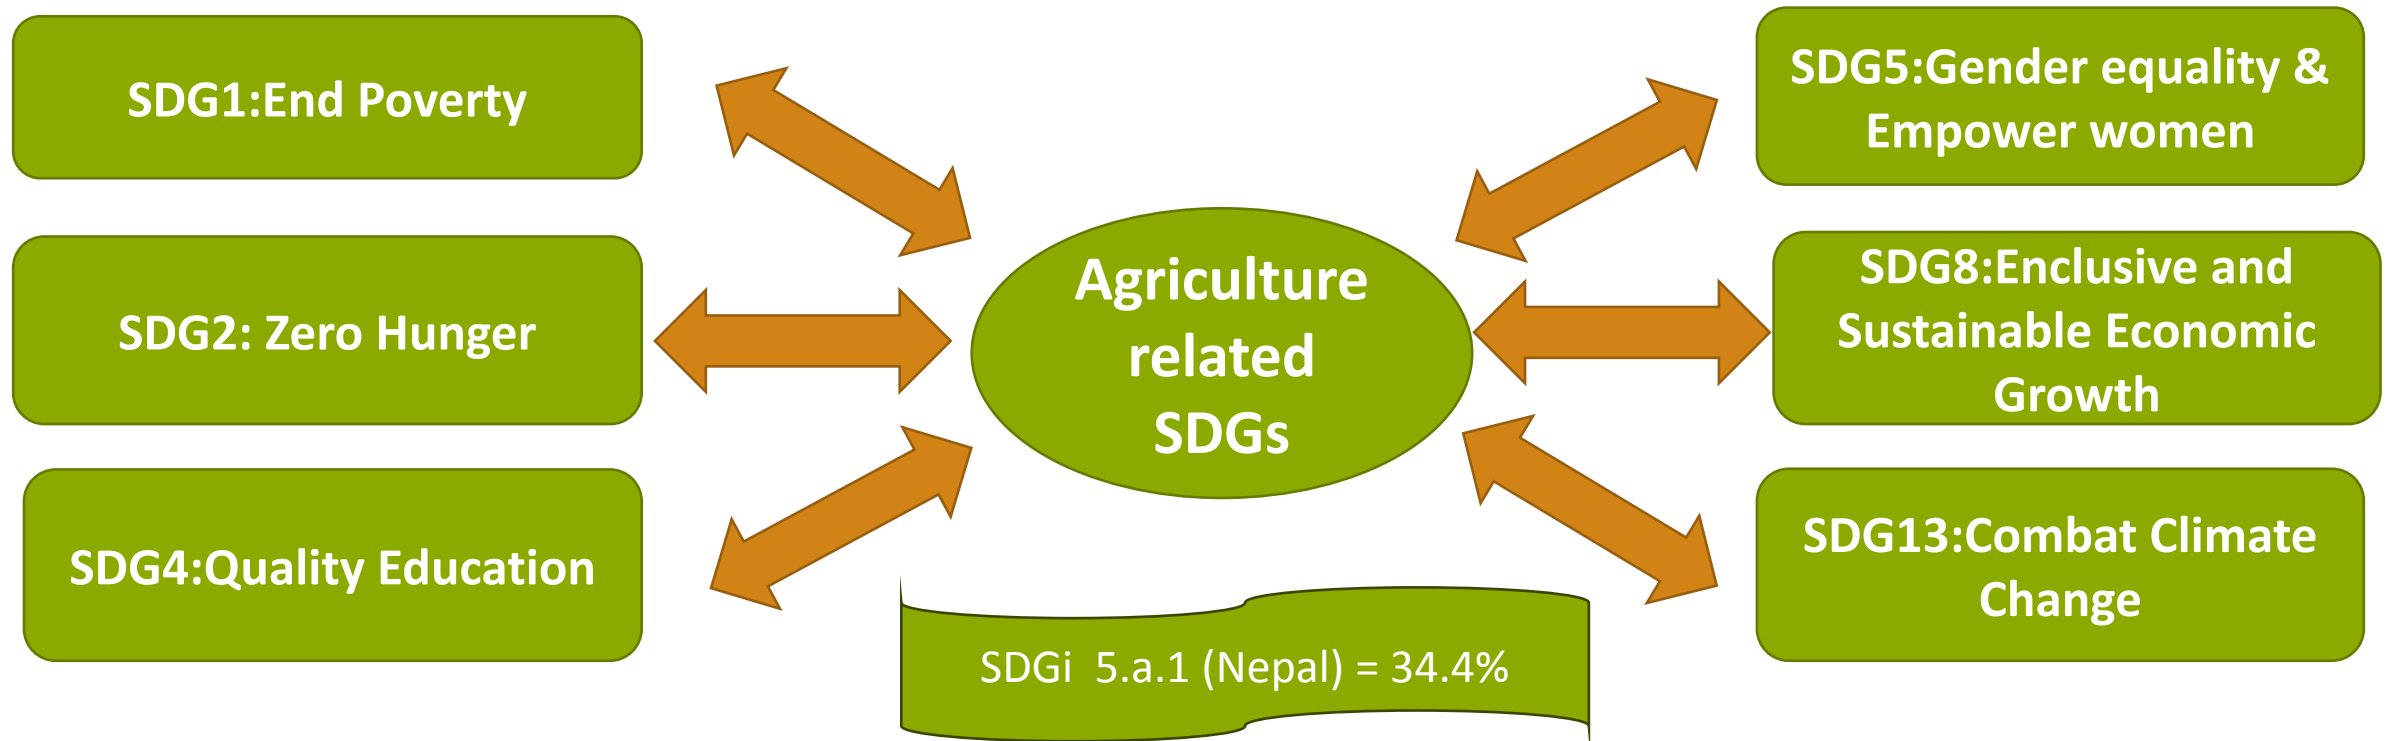 SDG1:End Poverty
SDG2: Zero Hunger
SDG4:Quality Education
Agriculture
related
SDGs
SDG5:Gender equality &
Empower women
SDG8:Enclusive and
Sustainable Economic
Growth
SDG13:Combat Climate
Change
SDGi 5.a.1 (Nepal) = 34.4%